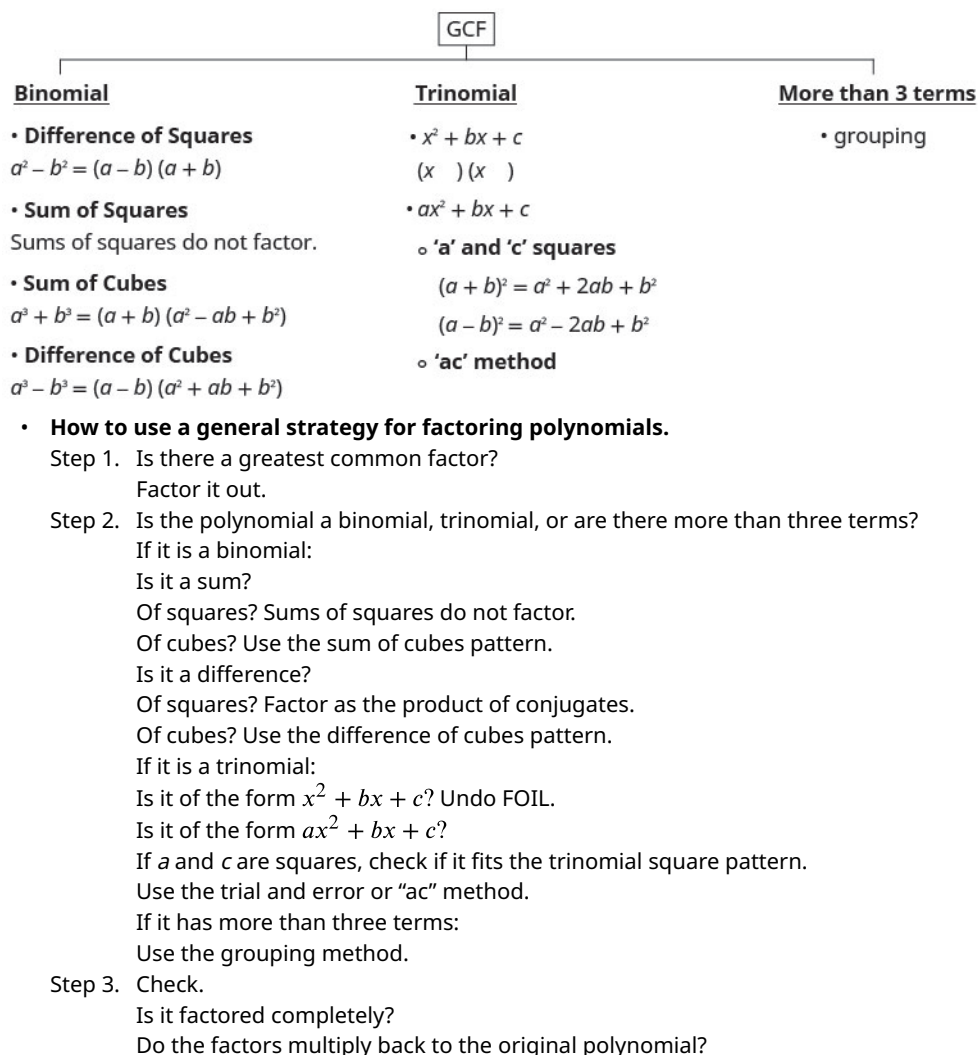 GCF
Binomial
• Difference of Squares
a² – b² = (a – b) (a + b)
• Sum of Squares
Sums of squares do not factor.
• Sum of Cubes
a³ + b³ = (a + b) (a² – ab + b²)
• Difference of Cubes
a³ – b³ = (a – b) (a² + ab + b²)
Trinomial
• x² + bx + c
(x   ) (x   )
• ax² + bx + c
∘ ‘a’ and ‘c’ squares
(a + b)² = a² + 2ab + b²
(a – b)² = a² – 2ab + b²
∘ ‘ac’ method
More than 3 terms
• grouping
• How to use a general strategy for factoring polynomials.
Step 1. Is there a greatest common factor?
Factor it out.
Step 2. Is the polynomial a binomial, trinomial, or are there more than three terms?
If it is a binomial:
Is it a sum?
Of squares? Sums of squares do not factor.
Of cubes? Use the sum of cubes pattern.
Is it a difference?
Of squares? Factor as the product of conjugates.
Of cubes? Use the difference of cubes pattern.
If it is a trinomial:
Is it of the form x² + bx + c? Undo FOIL.
Is it of the form ax² + bx + c?
If a and c are squares, check if it fits the trinomial square pattern.
Use the trial and error or “ac” method.
If it has more than three terms:
Use the grouping method.
Step 3. Check.
Is it factored completely?
Do the factors multiply back to the original polynomial?